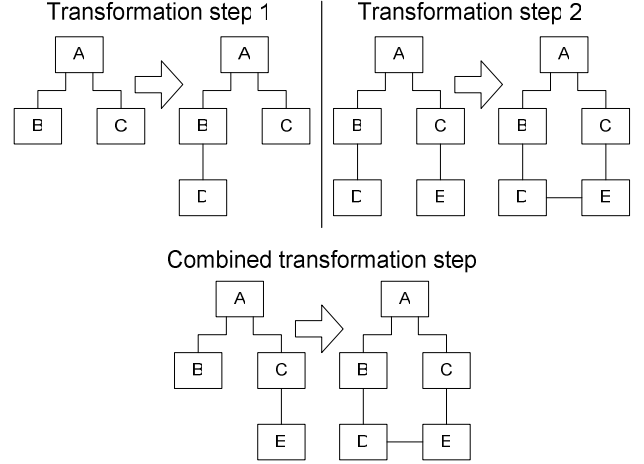 Transformation step 1
Transformation step 2
A
A
A
A
B
C
B
C
B
C
B
C
D
D
E
D
E
Combined transformation step
A
A
B
C
B
C
E
D
E